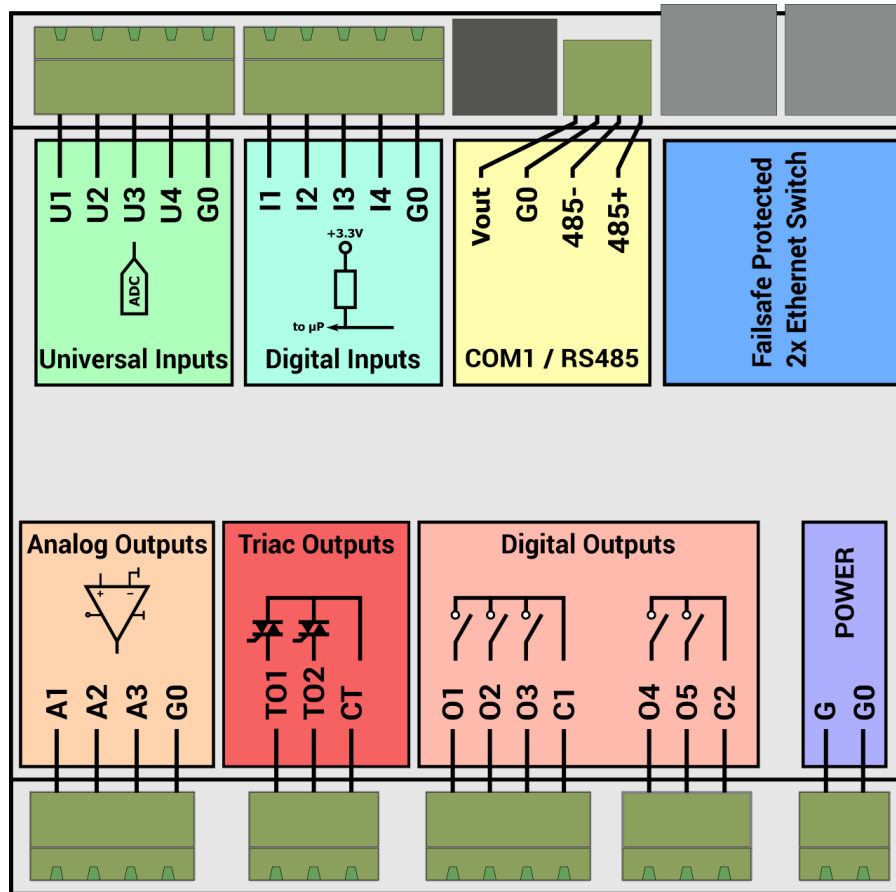 U1 U2 U3 U4 G0
ADC
Universal Inputs
I1 I2 I3 I4 G0
+3.3V
to µP
Digital Inputs
Vout G0 485- 485+
COM1 / RS485
Failsafe Protected
2x Ethernet Switch
Analog Outputs
+ −
A1 A2 A3 G0
Triac Outputs
TO1 TO2 CT
Digital Outputs
O1 O2 O3 C1 O4 O5 C2
POWER
G G0